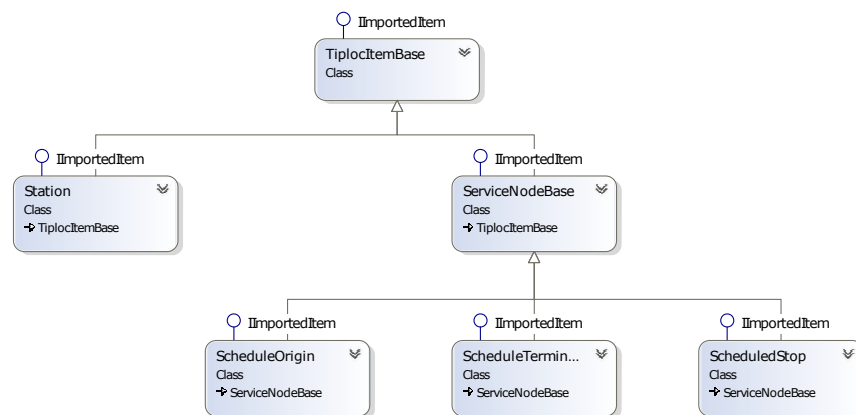 IImportedItem
TiplocItemBase
Class
IImportedItem
IImportedItem
Station
Class
TiplocItemBase
ServiceNodeBase
Class
TiplocItemBase
IImportedItem
IImportedItem
IImportedItem
ScheduleOrigin
Class
ServiceNodeBase
ScheduleTermin...
Class
ServiceNodeBase
ScheduledStop
Class
ServiceNodeBase